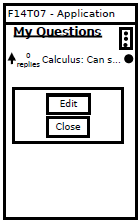 F14T07 - Application
My Questions
0 replies Calculus: Can s...
Edit
Close